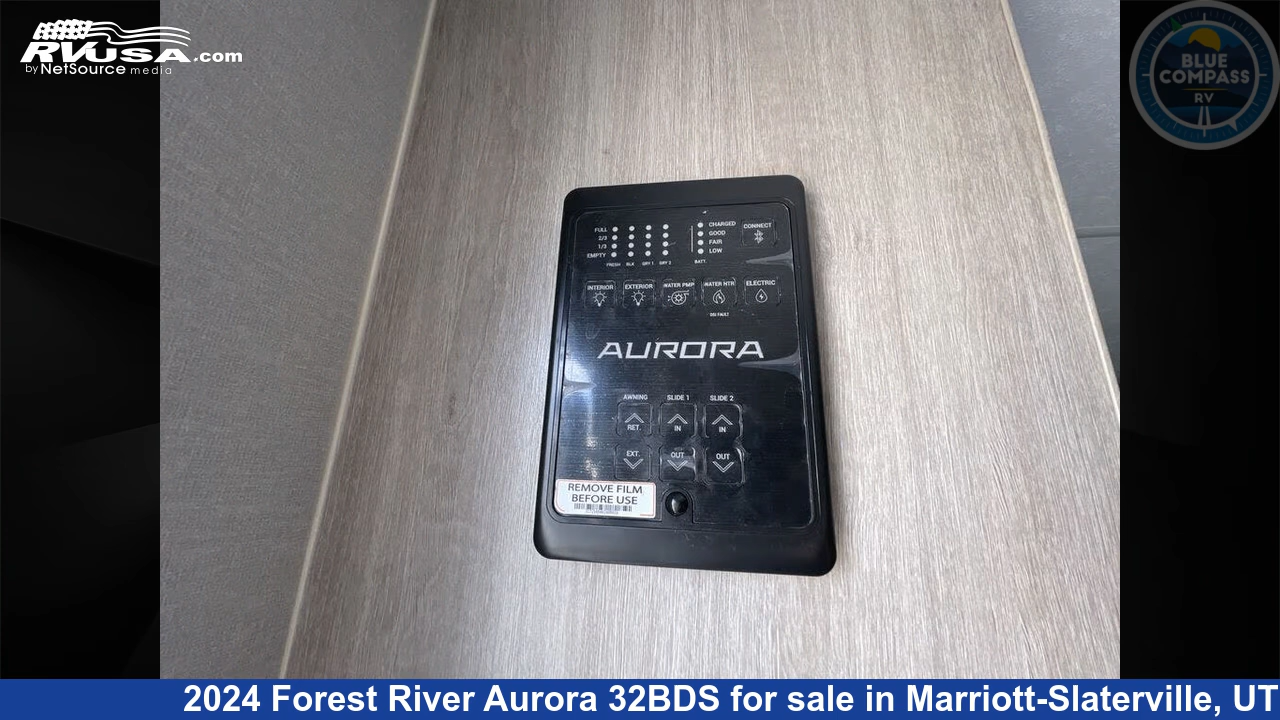 RVUSA.com
by NetSource media
BLUE
COMPASS
RV
FULL
2/3
1/3
EMPTY
FRESH BLK GRY 1 GRY 2
CHARGED
GOOD
FAIR
LOW
BATT.
CONNECT
INTERIOR EXTERIOR WATER PMP WATER HTR ELECTRIC
DSI FAULT
AURORA
AWNING SLIDE 1 SLIDE 2
RET. IN IN
EXT. OUT OUT
REMOVE FILM
BEFORE USE
2024 Forest River Aurora 32BDS for sale in Marriott-Slaterville, UT